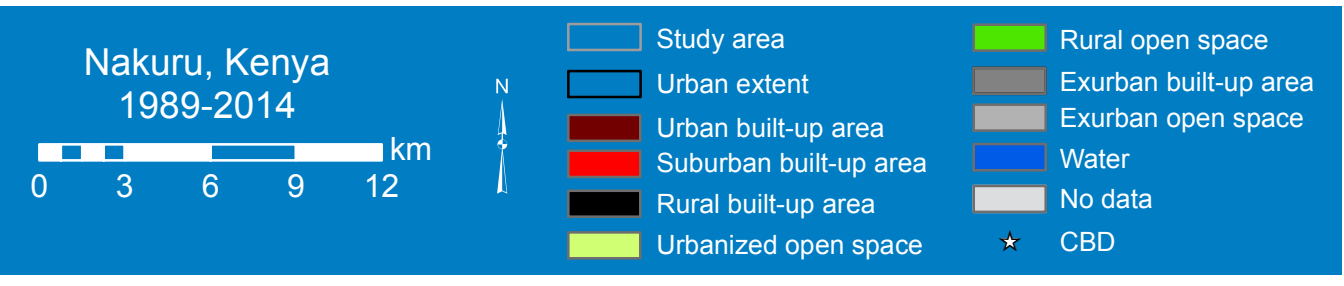 Nakuru, Kenya
1989-2014
km
0 3 6 9 12
N
Study area
Urban extent
Urban built-up area
Suburban built-up area
Rural built-up area
Urbanized open space
Rural open space
Exurban built-up area
Exurban open space
Water
No data
CBD